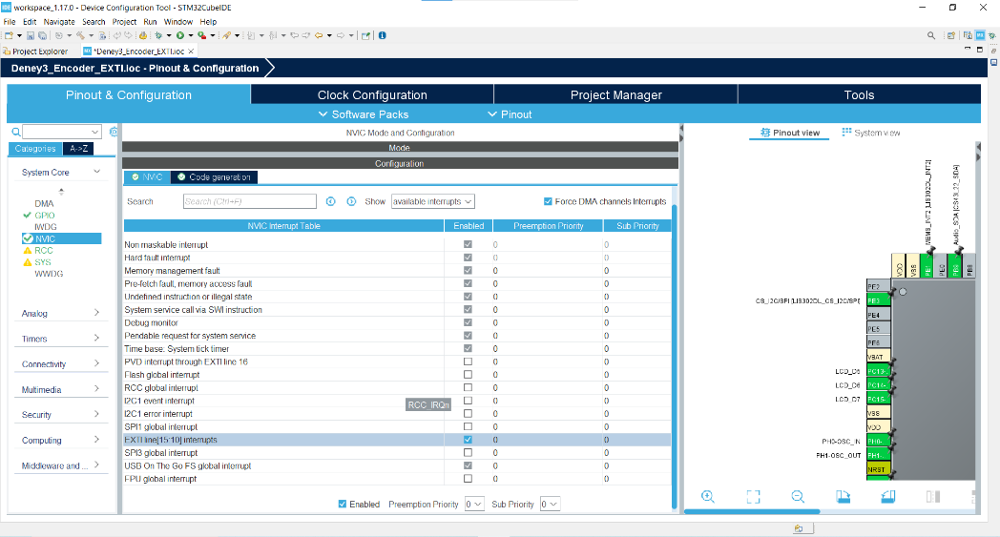 workspace_1.17.0 - Device Configuration Tool - STM32CubeIDE
File Edit Navigate Search Project Run Window Help
Project Explorer
*Deney3_Encoder_EXTI.ioc
Deney3_Encoder_EXTI.ioc - Pinout & Configuration
Pinout & Configuration
Clock Configuration
Project Manager
Tools
Software Packs
Pinout
Categories
A->Z
System Core
DMA
GPIO
IWDG
NVIC
RCC
SYS
WWDG
Analog
Timers
Connectivity
Multimedia
Security
Computing
Middleware and ...
NVIC Mode and Configuration
Mode
Configuration
NVIC
Code generation
Search
Search (Ctrl+F)
Show
available interrupts
Force DMA channels Interrupts
NVIC Interrupt Table Enabled Preemption Priority Sub Priority
Non maskable interrupt 0 0
Hard fault interrupt 0 0
Memory management fault 0 0
Pre-fetch fault, memory access fault 0 0
Undefined instruction or illegal state 0 0
System service call via SWI instruction 0 0
Debug monitor 0 0
Pendable request for system service 0 0
Time base: System tick timer 0 0
PVD interrupt through EXTI line 16 0 0
Flash global interrupt 0 0
RCC global interrupt 0 0
I2C1 event interrupt 0 0
RCC_IRQn
I2C1 error interrupt 0 0
SPI1 global interrupt 0 0
EXTI line[15:10] interrupts 0 0
SPI3 global interrupt 0 0
USB On The Go FS global interrupt 0 0
FPU global interrupt 0 0
Enabled Preemption Priority 0 Sub Priority 0
Pinout view
System view
MEMS_INT2 [LIS302DL_INT2]
Audio_SDA [CS43L22_SDA]
VDD
VSS
PE1
PE0
PB9
PB8
PE2
CS_I2C/SPI [LIS302DL_CS_I2C/SPI]
PE3
PE4
PE5
PE6
VBAT
LCD_D5
PC13-
LCD_D6
PC14-
LCD_D7
PC15-
VSS
VDD
PH0-OSC_IN
PH0-
PH1-OSC_OUT
PH1-
NRST